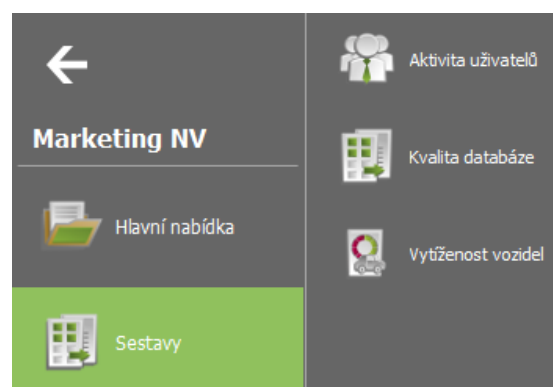 Marketing NV
Hlavní nabídka
Sestavy
Aktivita uživatelů
Kvalita databáze
Vytíženost vozidel